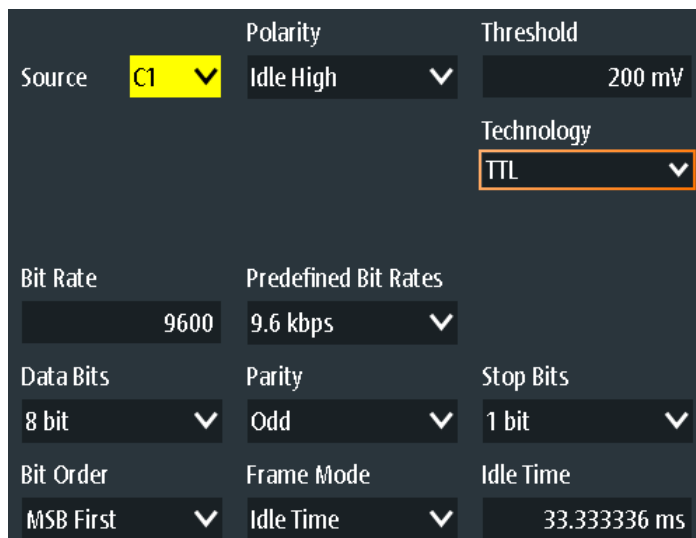 Polarity Threshold
Source C1 Idle High 200 mV
Technology
TTL
Bit Rate Predefined Bit Rates
9600 9.6 kbps
Data Bits Parity Stop Bits
8 bit Odd 1 bit
Bit Order Frame Mode Idle Time
MSB First Idle Time 33.333336 ms